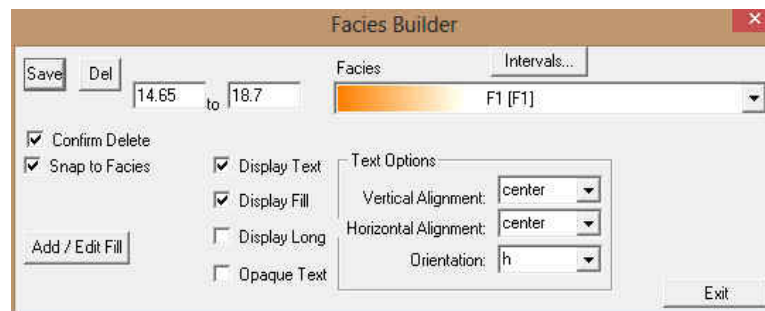 Facies Builder
Save Del 14.65 to 18.7
Facies Intervals...
F1 [F1]
Confirm Delete
Snap to Facies
Add / Edit Fill
Display Text
Display Fill
Display Long
Opaque Text
Text Options
Vertical Alignment: center
Horizontal Alignment: center
Orientation: h
Exit